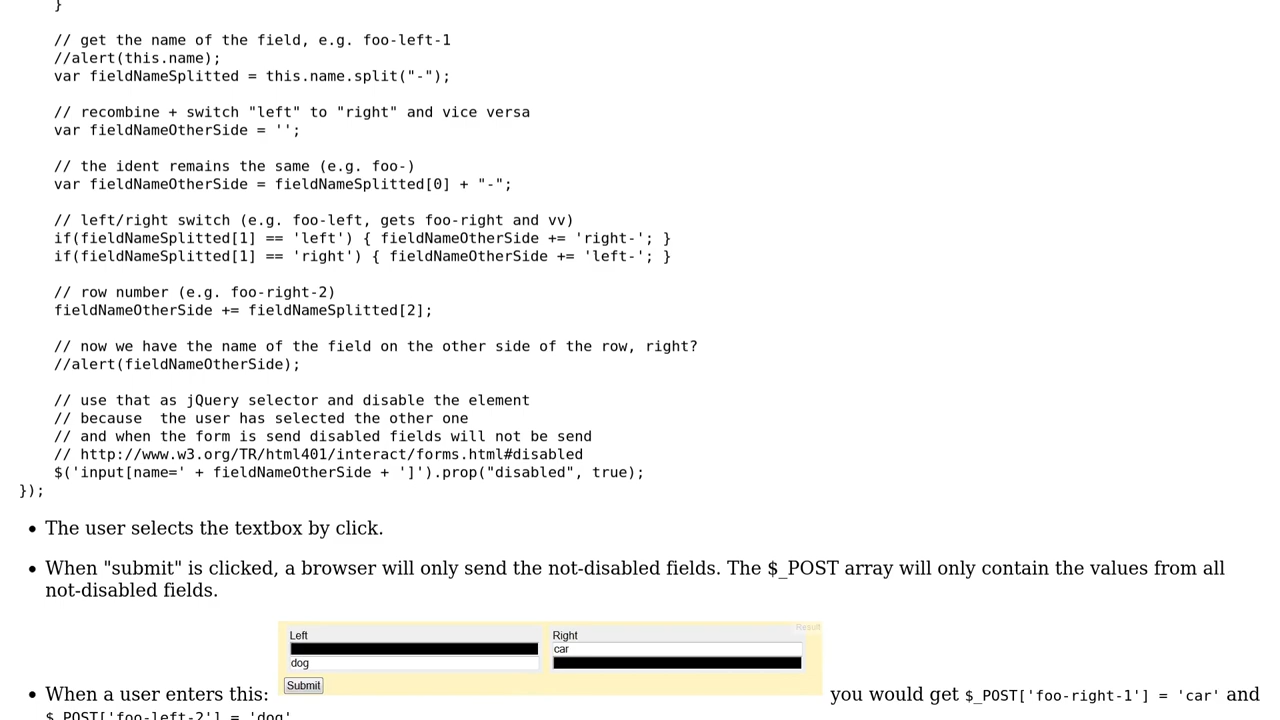 }
// get the name of the field, e.g. foo-left-1
//alert(this.name);
var fieldNameSplitted = this.name.split("-");
// recombine + switch "left" to "right" and vice versa
var fieldNameOtherSide = '';
// the ident remains the same (e.g. foo-)
var fieldNameOtherSide = fieldNameSplitted[0] + "-";
// left/right switch (e.g. foo-left, gets foo-right and vv)
if(fieldNameSplitted[1] == 'left') { fieldNameOtherSide += 'right-'; }
if(fieldNameSplitted[1] == 'right') { fieldNameOtherSide += 'left-'; }
// row number (e.g. foo-right-2)
fieldNameOtherSide += fieldNameSplitted[2];
// now we have the name of the field on the other side of the row, right?
//alert(fieldNameOtherSide);
// use that as jQuery selector and disable the element
// because  the user has selected the other one
// and when the form is send disabled fields will not be send
// http://www.w3.org/TR/html401/interact/forms.html#disabled
$('input[name=' + fieldNameOtherSide + ']').prop("disabled", true);
});
• The user selects the textbox by click.
• When "submit" is clicked, a browser will only send the not-disabled fields. The $_POST array will only contain the values from all
not-disabled fields.
Result
Left Right
car
dog
Submit
• When a user enters this: you would get $_POST['foo-right-1'] = 'car' and
$_POST['foo-left-2'] = 'dog'